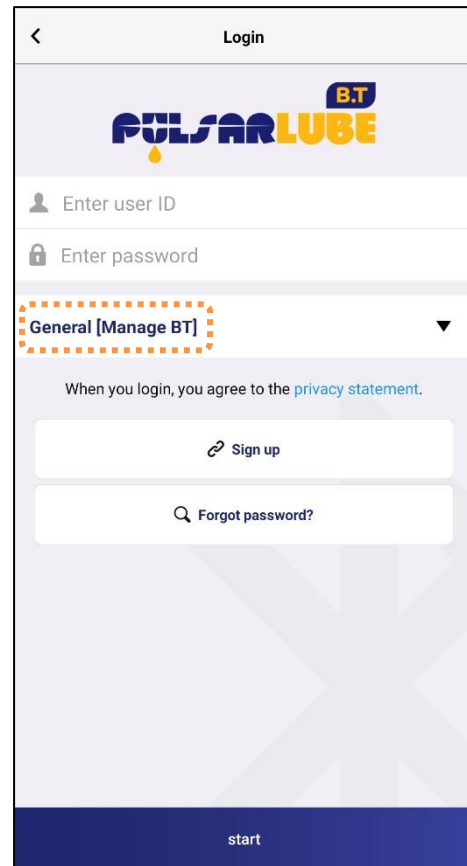 Login
B.T
PULSARLUBE
Enter user ID
Enter password
General [Manage BT]
When you login, you agree to the privacy statement.
Sign up
Forgot password?
start